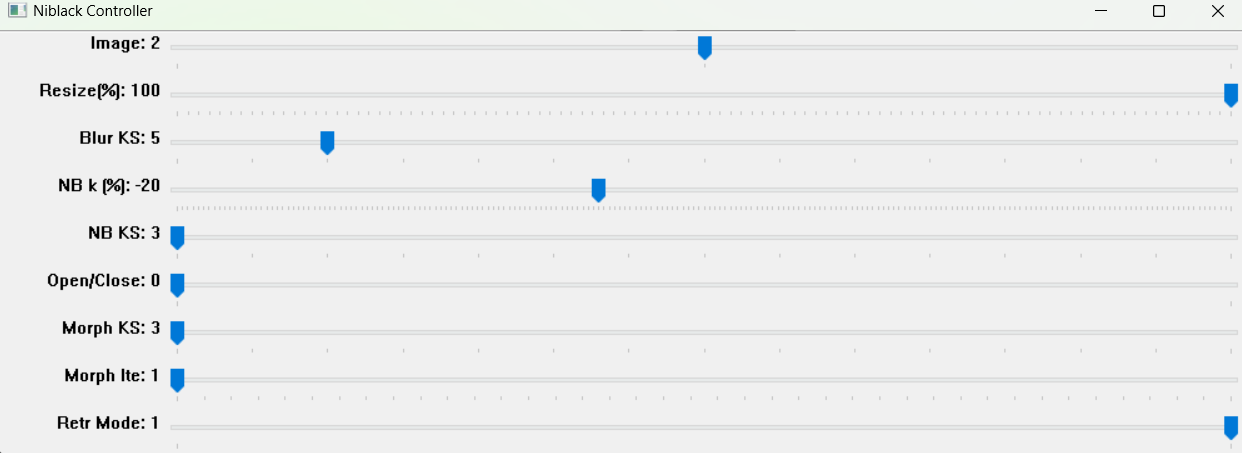 Niblack Controller
Image: 2
Resize(%): 100
Blur KS: 5
NB k (%): -20
NB KS: 3
Open/Close: 0
Morph KS: 3
Morph Ite: 1
Retr Mode: 1